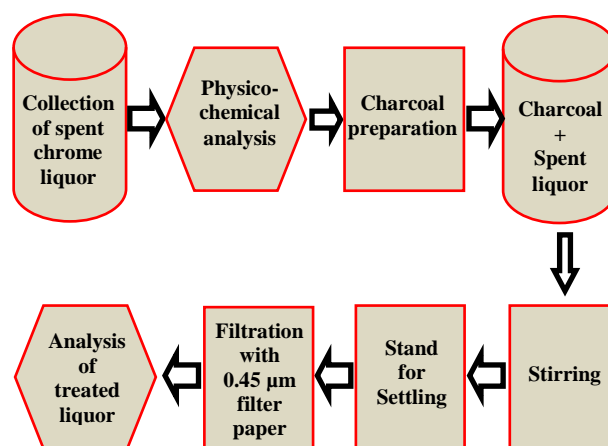 Collection
of spent
chrome
liquor
Physico-
chemical
analysis
Charcoal
preparation
Charcoal
+
Spent
liquor
Stirring
Stand
for
Settling
Filtration
with
0.45 µm
filter
paper
Analysis
of
treated
liquor